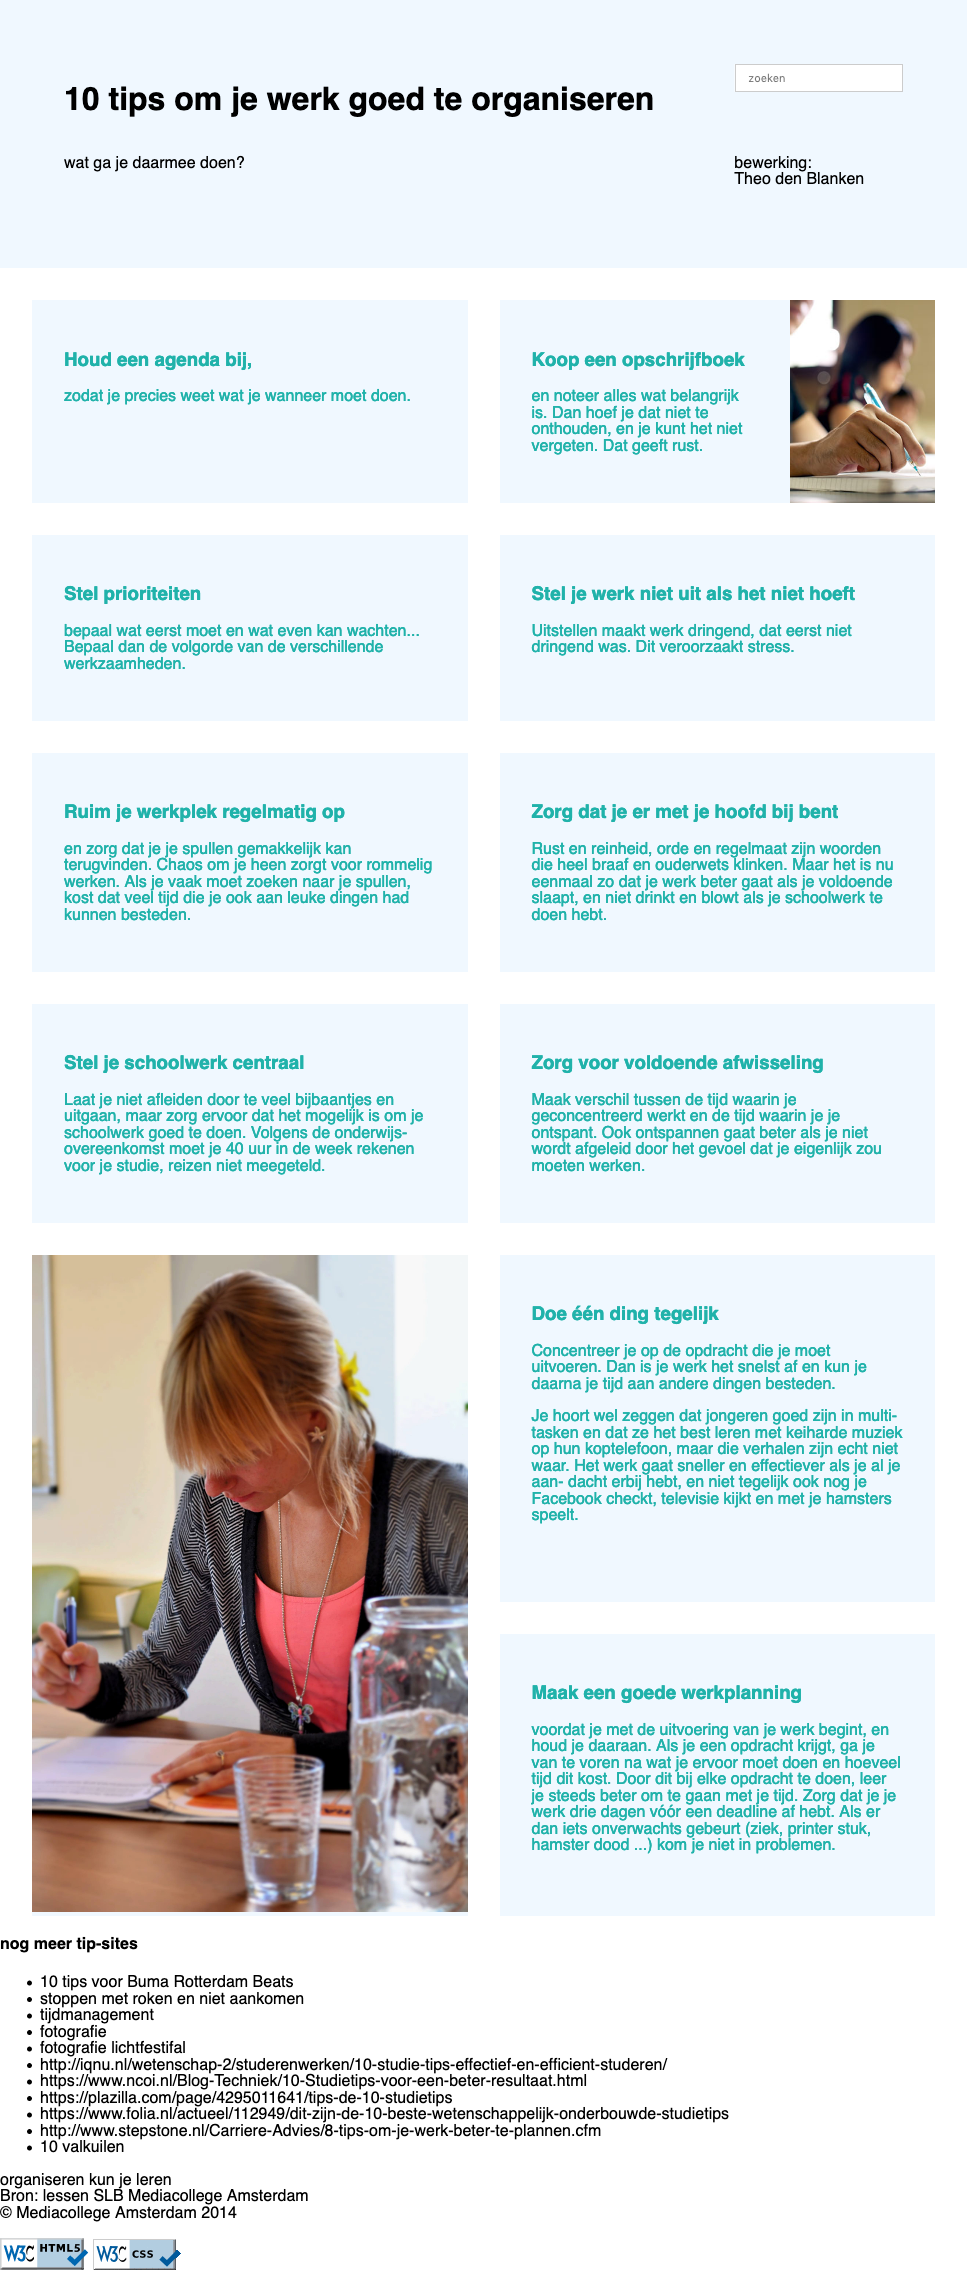 10 tips om je werk goed te organiseren
zoeken
wat ga je daarmee doen?
bewerking:
Theo den Blanken
Houd een agenda bij,
zodat je precies weet wat je wanneer moet doen.
Koop een opschrijfboek
en noteer alles wat belangrijk
is. Dan hoef je dat niet te
onthouden, en je kunt het niet
vergeten. Dat geeft rust.
Stel prioriteiten
bepaal wat eerst moet en wat even kan wachten...
Bepaal dan de volgorde van de verschillende
werkzaamheden.
Stel je werk niet uit als het niet hoeft
Uitstellen maakt werk dringend, dat eerst niet
dringend was. Dit veroorzaakt stress.
Ruim je werkplek regelmatig op
en zorg dat je je spullen gemakkelijk kan
terugvinden. Chaos om je heen zorgt voor rommelig
werken. Als je vaak moet zoeken naar je spullen,
kost dat veel tijd die je ook aan leuke dingen had
kunnen besteden.
Zorg dat je er met je hoofd bij bent
Rust en reinheid, orde en regelmaat zijn woorden
die heel braaf en ouderwets klinken. Maar het is nu
eenmaal zo dat je werk beter gaat als je voldoende
slaapt, en niet drinkt en blowt als je schoolwerk te
doen hebt.
Stel je schoolwerk centraal
Laat je niet afleiden door te veel bijbaantjes en
uitgaan, maar zorg ervoor dat het mogelijk is om je
schoolwerk goed te doen. Volgens de onderwijs-
overeenkomst moet je 40 uur in de week rekenen
voor je studie, reizen niet meegeteld.
Zorg voor voldoende afwisseling
Maak verschil tussen de tijd waarin je
geconcentreerd werkt en de tijd waarin je je
ontspant. Ook ontspannen gaat beter als je niet
wordt afgeleid door het gevoel dat je eigenlijk zou
moeten werken.
Doe één ding tegelijk
Concentreer je op de opdracht die je moet
uitvoeren. Dan is je werk het snelst af en kun je
daarna je tijd aan andere dingen besteden.
Je hoort wel zeggen dat jongeren goed zijn in multi-
tasken en dat ze het best leren met keiharde muziek
op hun koptelefoon, maar die verhalen zijn echt niet
waar. Het werk gaat sneller en effectiever als je al je
aan- dacht erbij hebt, en niet tegelijk ook nog je
Facebook checkt, televisie kijkt en met je hamsters
speelt.
Maak een goede werkplanning
voordat je met de uitvoering van je werk begint, en
houd je daaraan. Als je een opdracht krijgt, ga je
van te voren na wat je ervoor moet doen en hoeveel
tijd dit kost. Door dit bij elke opdracht te doen, leer
je steeds beter om te gaan met je tijd. Zorg dat je je
werk drie dagen vóór een deadline af hebt. Als er
dan iets onverwachts gebeurt (ziek, printer stuk,
hamster dood ...) kom je niet in problemen.
nog meer tip-sites
• 10 tips voor Buma Rotterdam Beats
• stoppen met roken en niet aankomen
• tijdmanagement
• fotografie
• fotografie lichtfestifal
• http://iqnu.nl/wetenschap-2/studerenwerken/10-studie-tips-effectief-en-efficient-studeren/
• https://www.ncoi.nl/Blog-Techniek/10-Studietips-voor-een-beter-resultaat.html
• https://plazilla.com/page/4295011641/tips-de-10-studietips
• https://www.folia.nl/actueel/112949/dit-zijn-de-10-beste-wetenschappelijk-onderbouwde-studietips
• http://www.stepstone.nl/Carriere-Advies/8-tips-om-je-werk-beter-te-plannen.cfm
• 10 valkuilen
organiseren kun je leren
Bron: lessen SLB Mediacollege Amsterdam
© Mediacollege Amsterdam 2014
W3C HTML5
W3C CSS